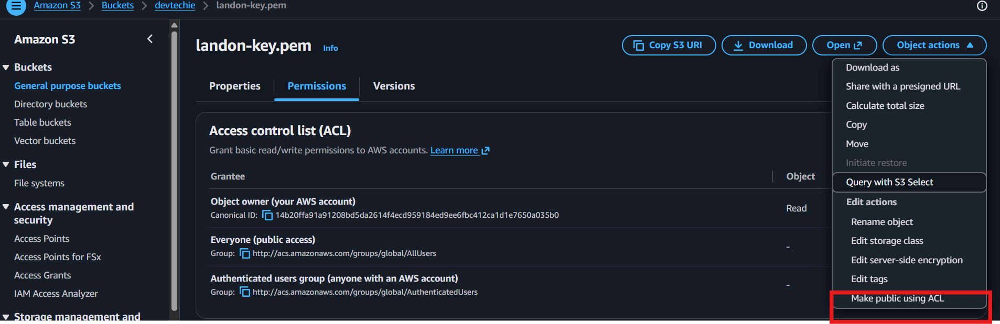 Amazon S3 > Buckets > devtechie > landon-key.pem
Amazon S3
Buckets
General purpose buckets
Directory buckets
Table buckets
Vector buckets
Files
File systems
Access management and
security
Access Points
Access Points for FSx
Access Grants
IAM Access Analyzer
Storage management and
landon-key.pem Info
Copy S3 URI
Download
Open
Object actions
Properties
Permissions
Versions
Access control list (ACL)
Grant basic read/write permissions to AWS accounts. Learn more
Grantee
Object
Object owner (your AWS account)
Canonical ID: 14b20ffa91a91208bd5da2614f4ecd959184ed9ee6fbc412ca1d1e7650a035b0
Read
Everyone (public access)
Group: http://acs.amazonaws.com/groups/global/AllUsers
-
Authenticated users group (anyone with an AWS account)
Group: http://acs.amazonaws.com/groups/global/AuthenticatedUsers
-
Download as
Share with a presigned URL
Calculate total size
Copy
Move
Initiate restore
Query with S3 Select
Edit actions
Rename object
Edit storage class
Edit server-side encryption
Edit tags
Make public using ACL